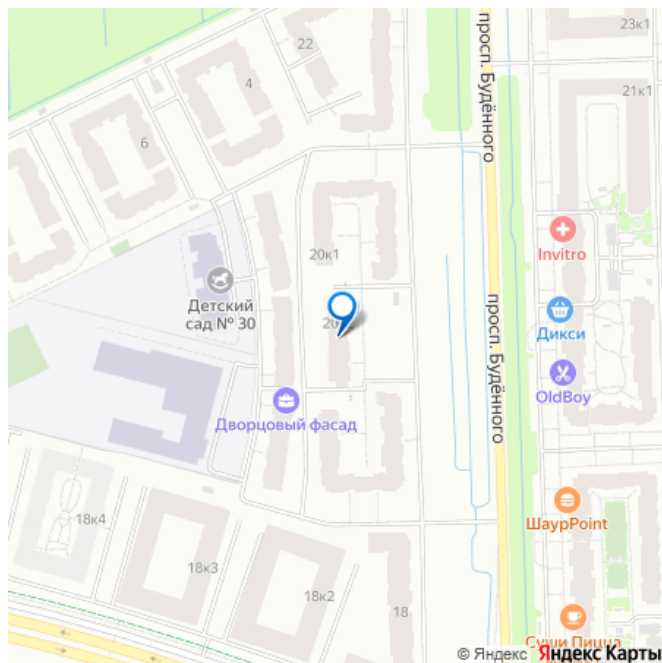 23к1
22
просп. Будённого
4
21к1
6
20к1
Invitro
Детский
сад № 30
просп. Будённого
Дикси
OldBoy
Дворцовый фасад
18к4
ШаурPoint
18к3
18к2
18
Суши Пицца
© Яндекс Яндекс Карты